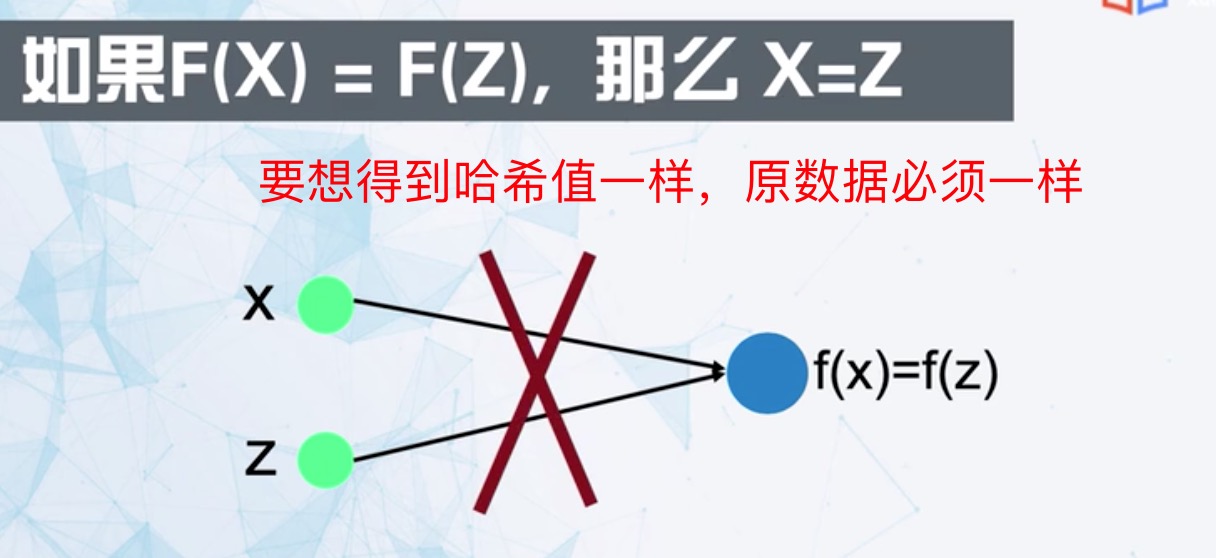 如果F(X) = F(Z)，那么 X=Z
要想得到哈希值一样，原数据必须一样
x
f(x)=f(z)
z